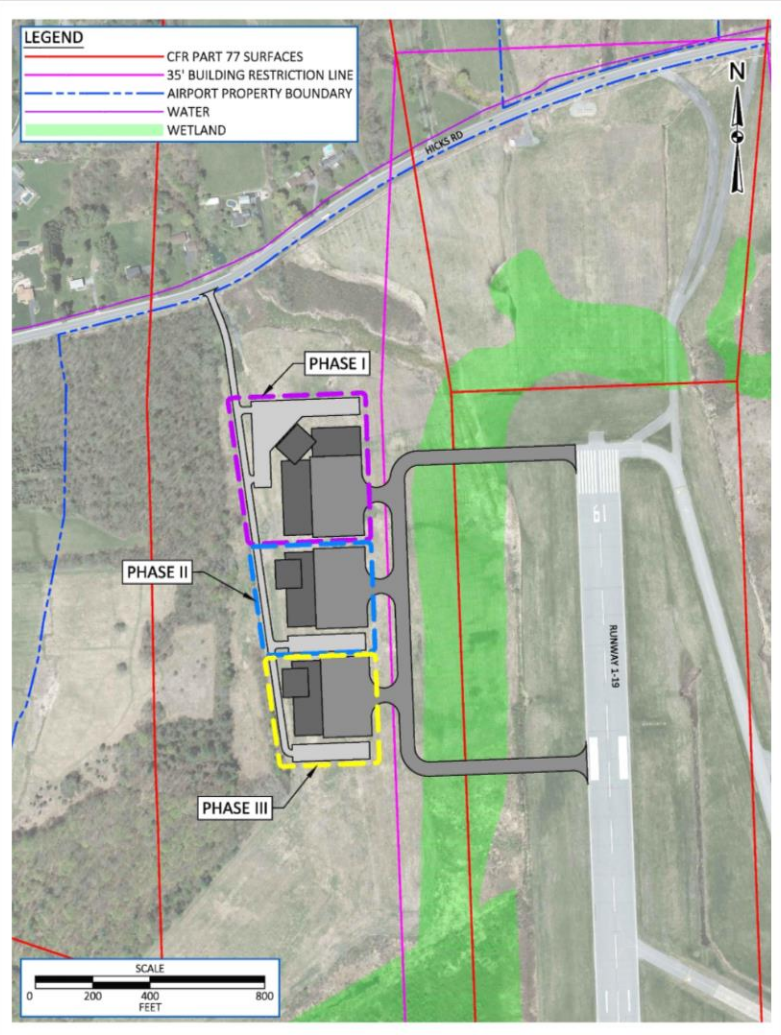 LEGEND
CFR PART 77 SURFACES
35' BUILDING RESTRICTION LINE
AIRPORT PROPERTY BOUNDARY
WATER
WETLAND
N
HICKS RD
PHASE I
19
PHASE II
RUNWAY 1-19
PHASE III
SCALE
0 200 400 800
FEET